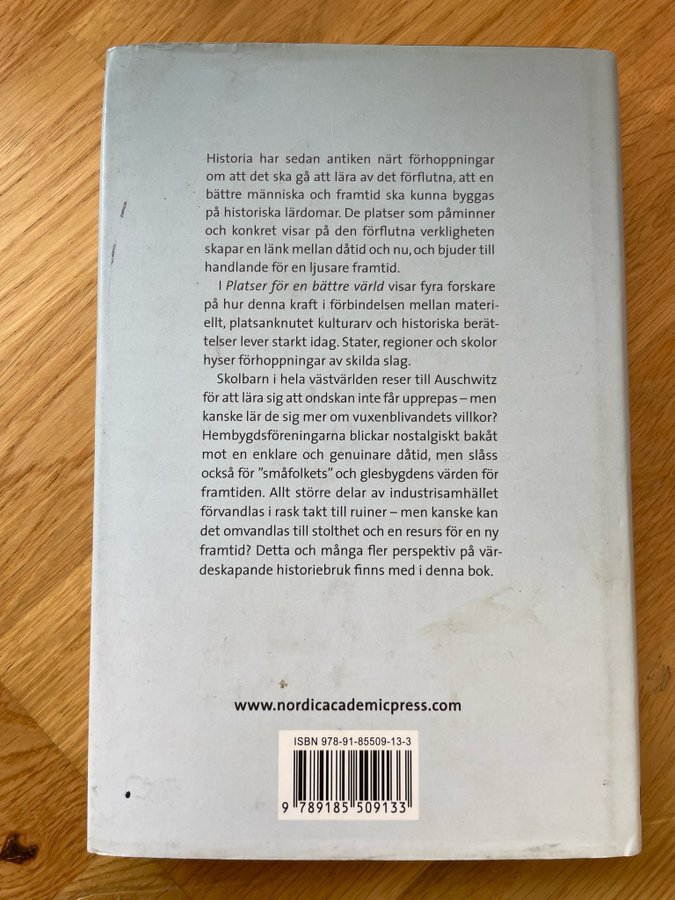 Historia har sedan antiken närt förhoppningar
om att det ska gå att lära av det förflutna, att en
bättre människa och framtid ska kunna byggas
på historiska lärdomar. De platser som påminner
och konkret visar på den förflutna verkligheten
skapar en länk mellan dåtid och nu, och bjuder till
handlande för en ljusare framtid.
I Platser för en bättre värld visar fyra forskare
på hur denna kraft i förbindelsen mellan materi-
ellt, platsanknutet kulturarv och historiska berät-
telser lever starkt idag. Stater, regioner och skolor
hyser förhoppningar av skilda slag.
Skolbarn i hela västvärlden reser till Auschwitz
för att lära sig att ondskan inte får upprepas – men
kanske lär de sig mer om vuxenblivandets villkor?
Hembygdsföreningarna blickar nostalgiskt bakåt
mot en enklare och genuinare dåtid, men slåss
också för ”småfolkets” och glesbygdens värden för
framtiden. Allt större delar av industrisamhället
förvandlas i rask takt till ruiner – men kanske kan
det omvandlas till stolthet och en resurs för en ny
framtid? Detta och många fler perspektiv på vär-
deskapande historiebruk finns med i denna bok.
www.nordicacademicpress.com
ISBN 978-91-85509-13-3
9 789185 509133